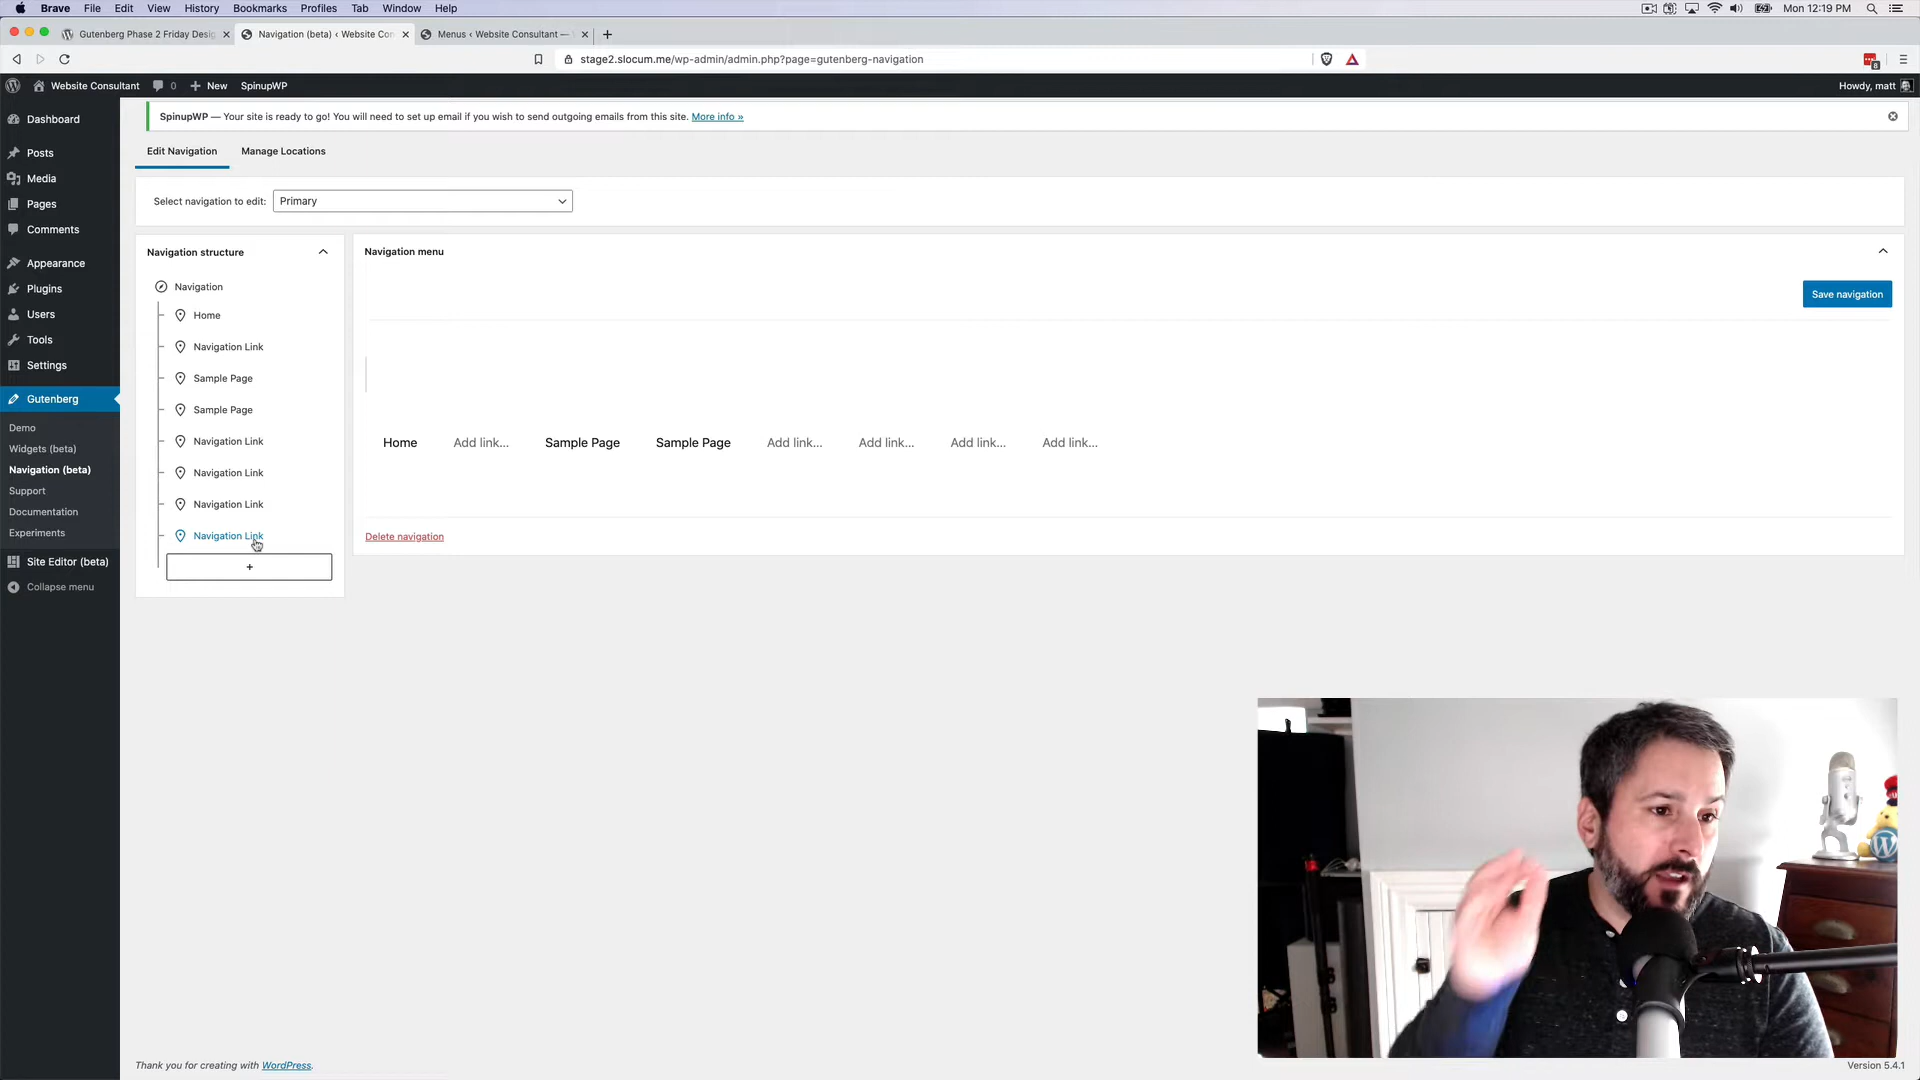 Brave File Edit View History Bookmarks Profiles Tab Window Help Mon 12:19 PM
Gutenberg Phase 2 Friday Desi Navigation (beta) ‹ Website Con Menus ‹ Website Consultant —
stage2.slocum.me/wp-admin/admin.php?page=gutenberg-navigation
Website Consultant 0 + New SpinupWP Howdy, matt
Dashboard
Posts
Media
Pages
Comments
Appearance
Plugins
Users
Tools
Settings
Gutenberg
Demo
Widgets (beta)
Navigation (beta)
Support
Documentation
Experiments
Site Editor (beta)
Collapse menu
SpinupWP — Your site is ready to go! You will need to set up email if you wish to send outgoing emails from this site. More info »
Edit Navigation Manage Locations
Select navigation to edit: Primary
Navigation structure
Navigation
Home
Navigation Link
Sample Page
Sample Page
Navigation Link
Navigation Link
Navigation Link
Navigation Link
+
Navigation menu
Save navigation
Home Add link... Sample Page Sample Page Add link... Add link... Add link... Add link...
Delete navigation
Thank you for creating with WordPress.
Version 5.4.1